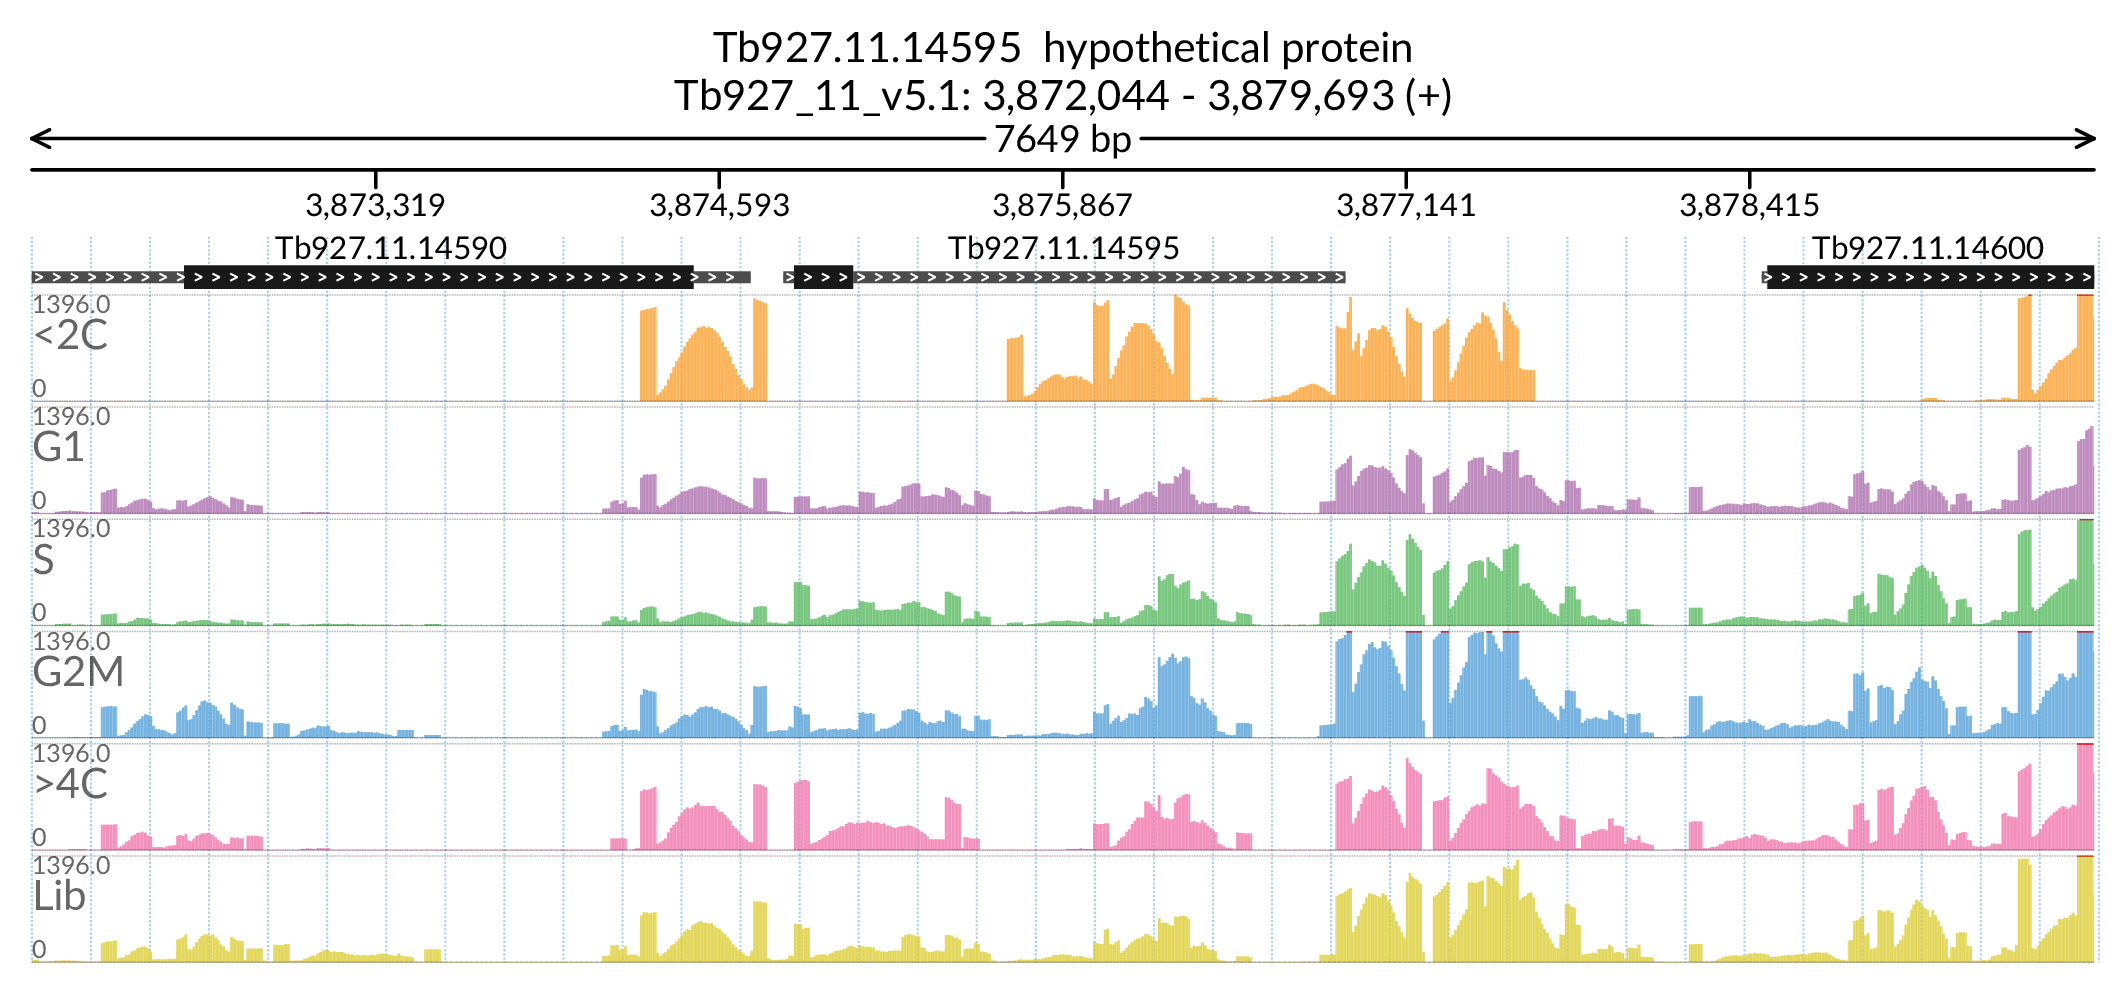 Tb927.11.14595 hypothetical protein
Tb927_11_v5.1: 3,872,044 - 3,879,693 (+)
7649 bp
3,873,319 3,874,593 3,875,867 3,877,141 3,878,415
Tb927.11.14590 Tb927.11.14595 Tb927.11.14600
1396.0
<2C
0
1396.0
G1
0
1396.0
S
0
1396.0
G2M
0
1396.0
>4C
0
1396.0
Lib
0